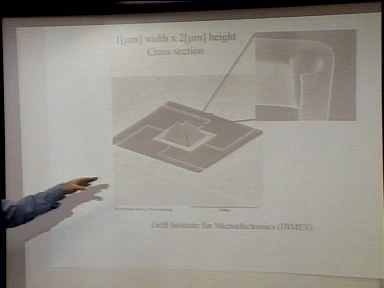 1[μm] width x 2[μm] height
Cross section
Delft Institute for Microelectronics (DIMES)